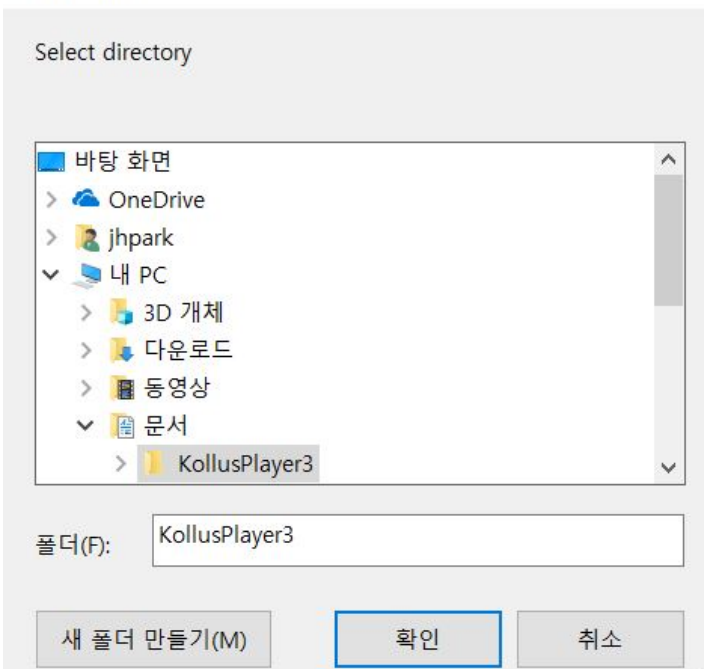 Select directory
바탕 화면
OneDrive
jhpark
내 PC
3D 개체
다운로드
동영상
문서
KollusPlayer3
폴더(F): KollusPlayer3
새 폴더 만들기(M) 확인 취소